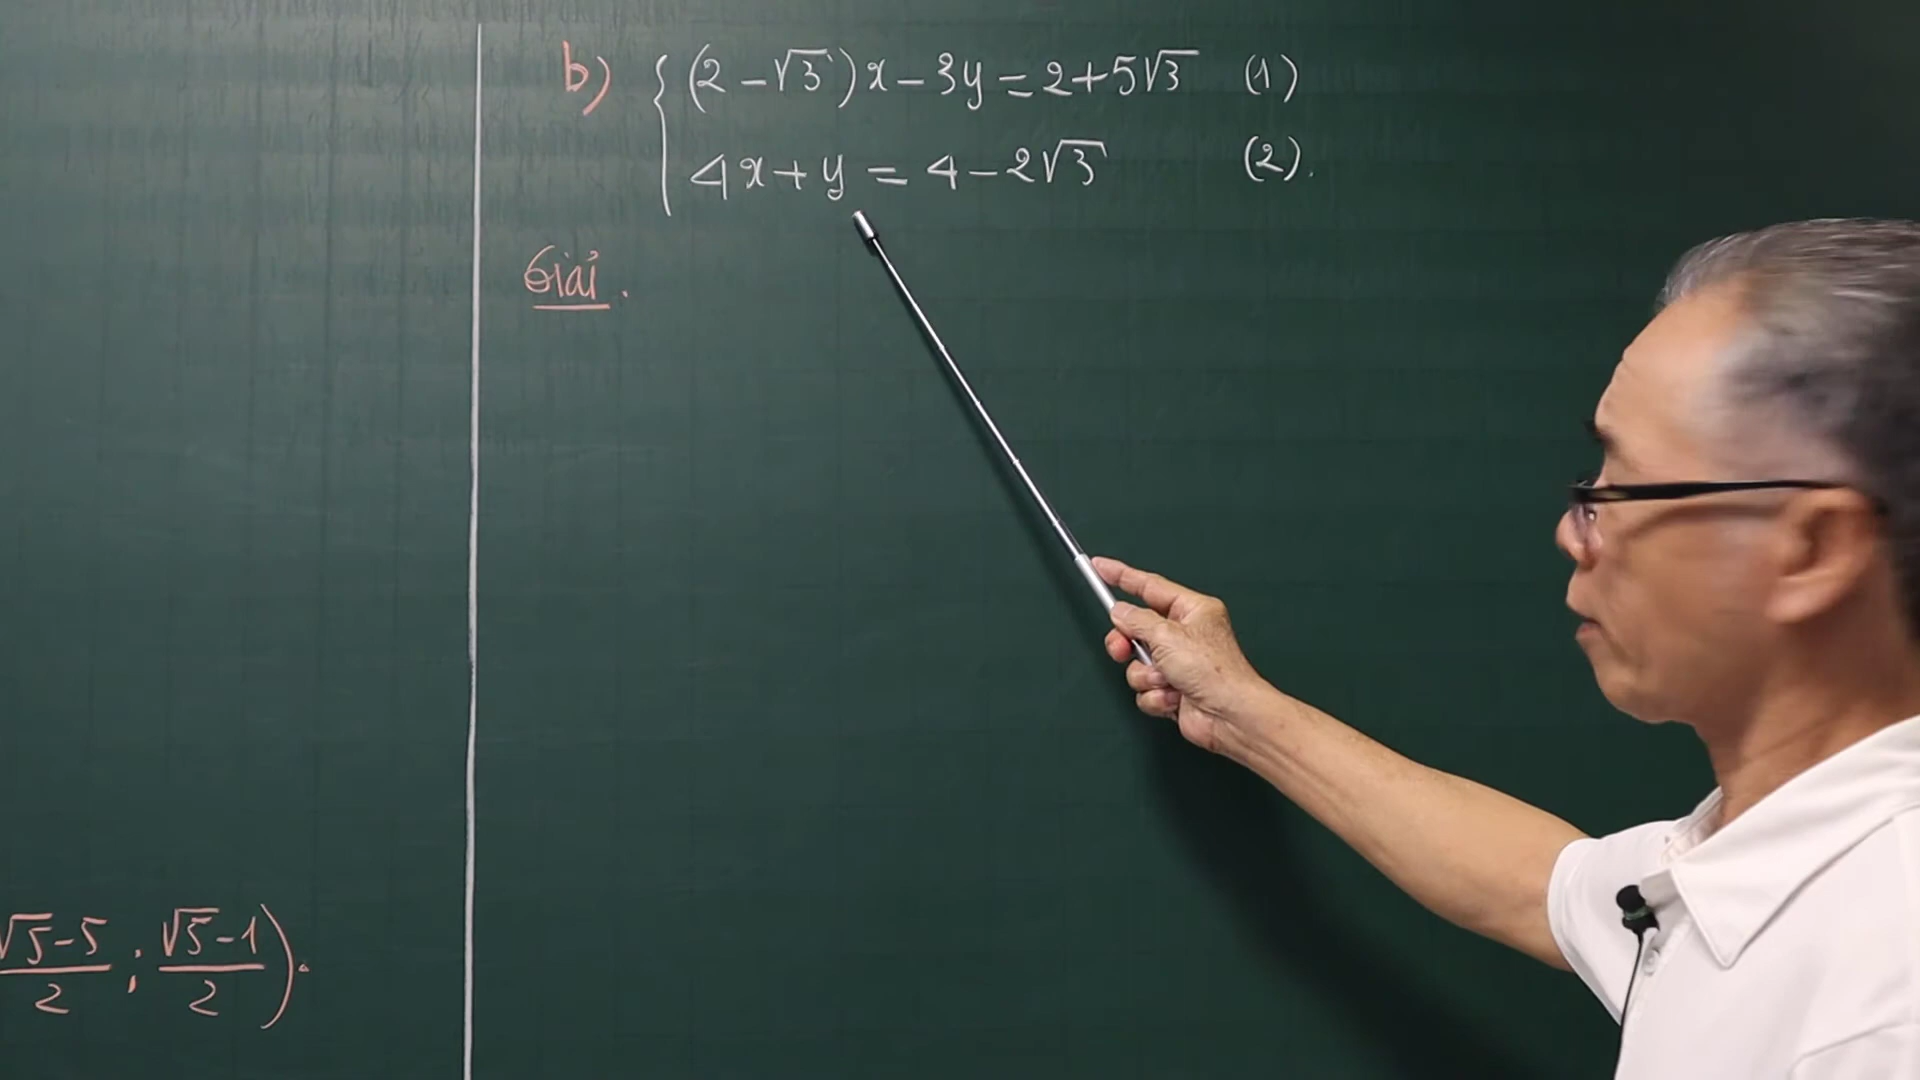 b) { (2 - √3)x - 3y = 2 + 5√3 (1)
4x + y = 4 - 2√3 (2).
Giải.
√5 - 5 / 2 ; √5 - 1 / 2 ).